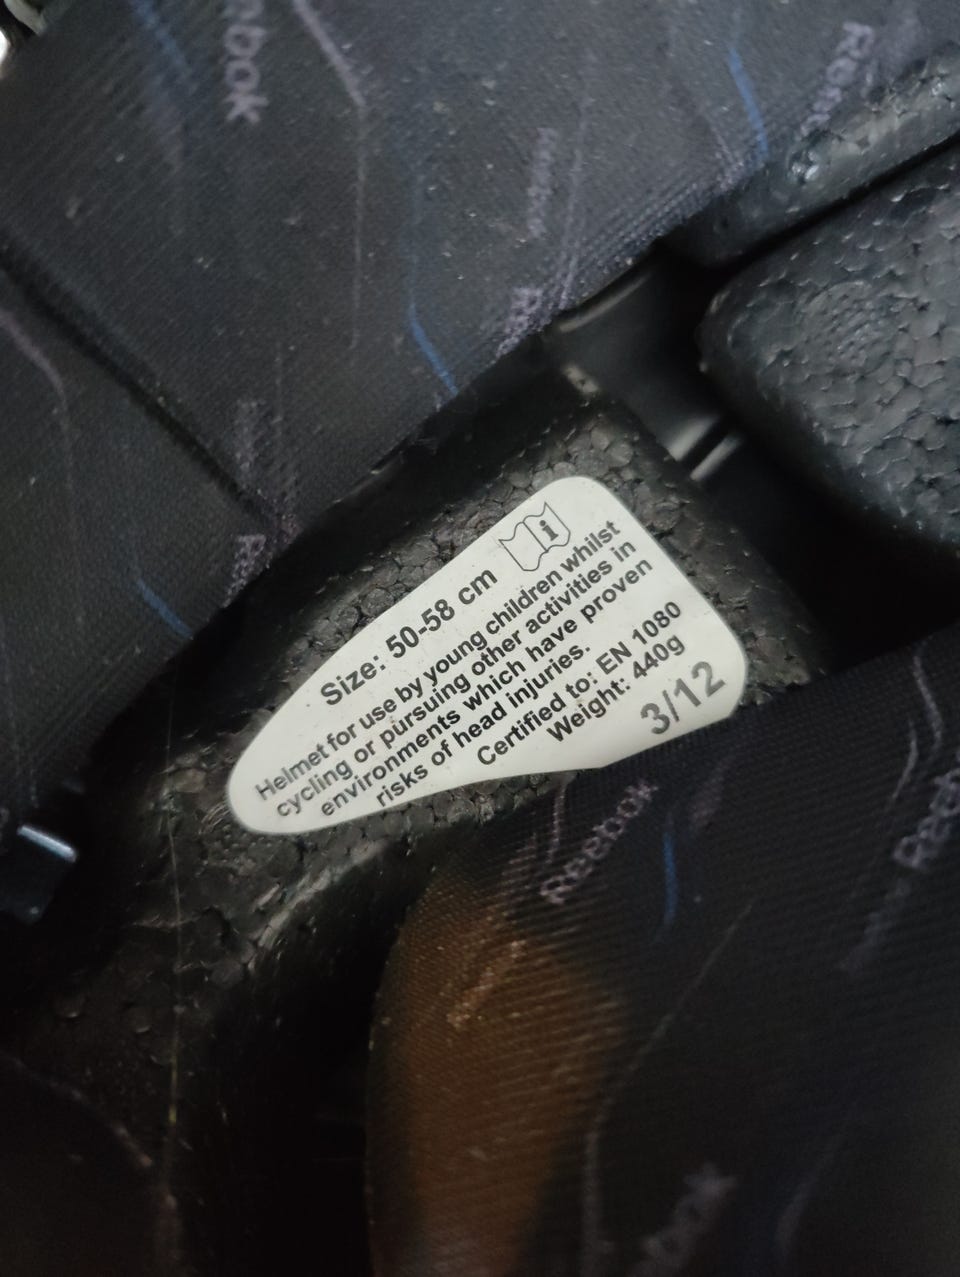 Reebok
Reebok
Size: 50-58 cm
i
Helmet for use by young children whilst
cycling or pursuing other activities in
environments which have proven
risks of head injuries.
Certified to: EN 1080
Weight: 440g
3/12
Reebok
Reebok